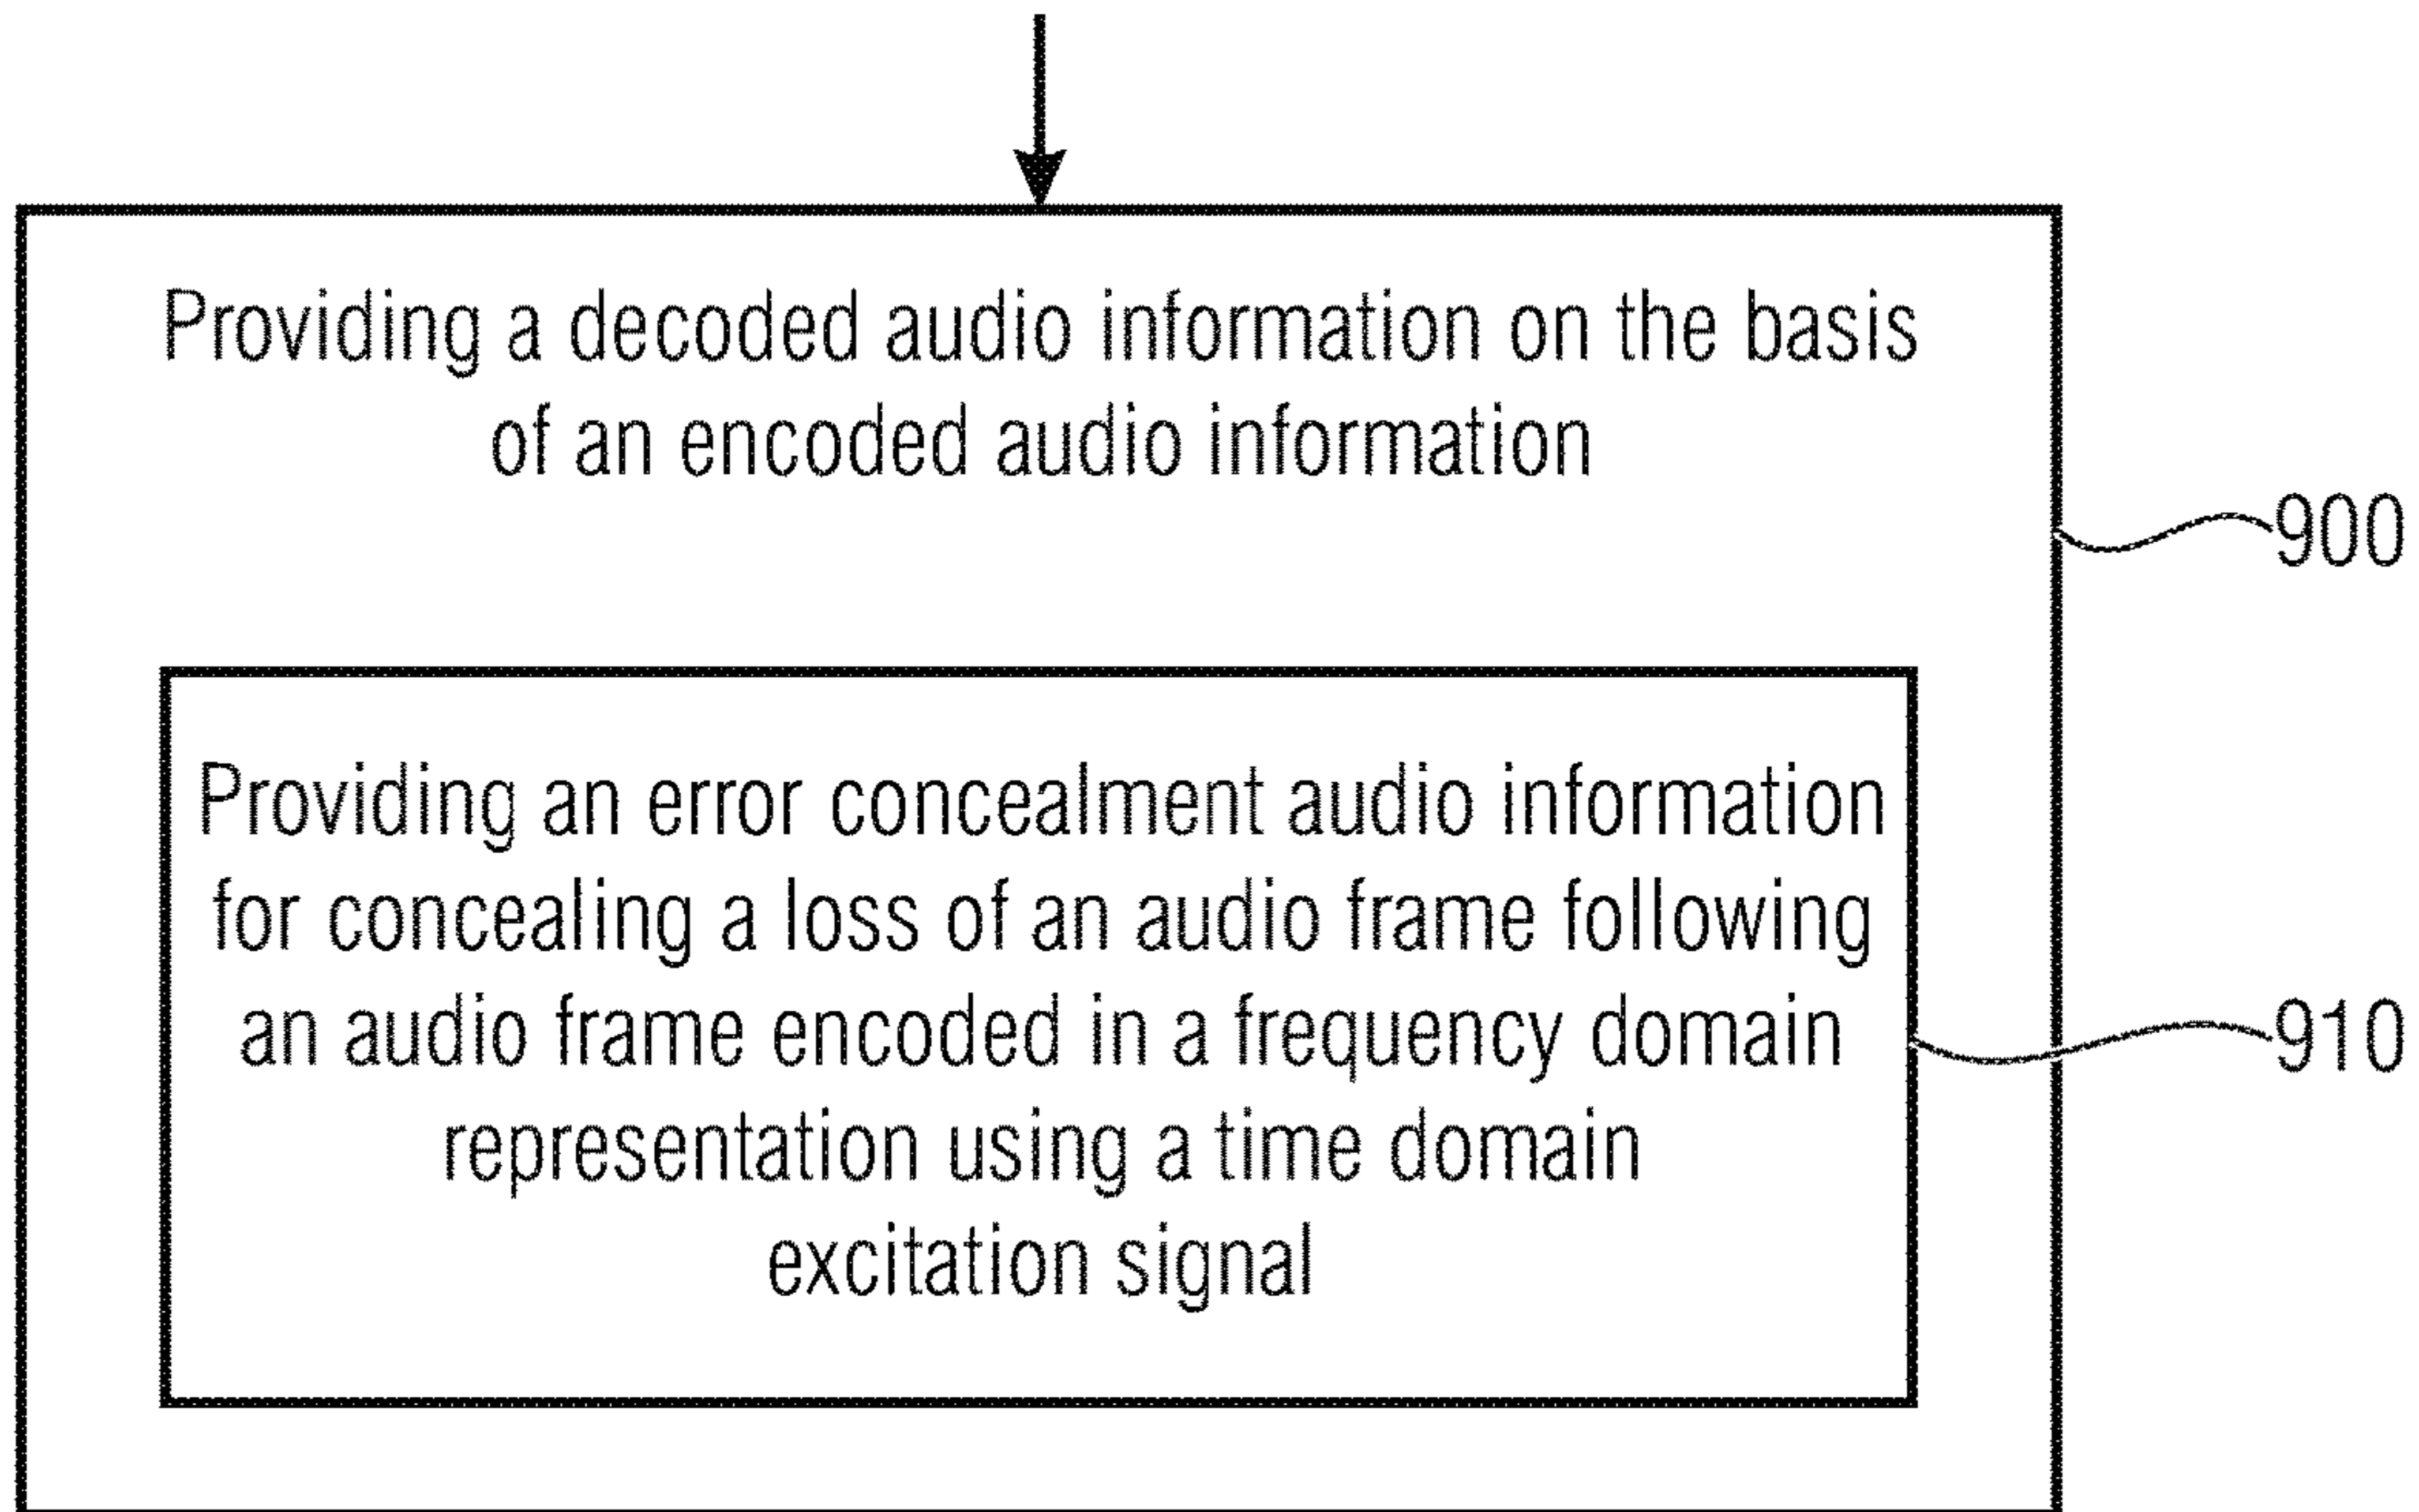 Providing a decoded audio information on the basis
of an encoded audio information
900
Providing an error concealment audio information
for concealing a loss of an audio frame following
an audio frame encoded in a frequency domain
representation using a time domain
excitation signal
910